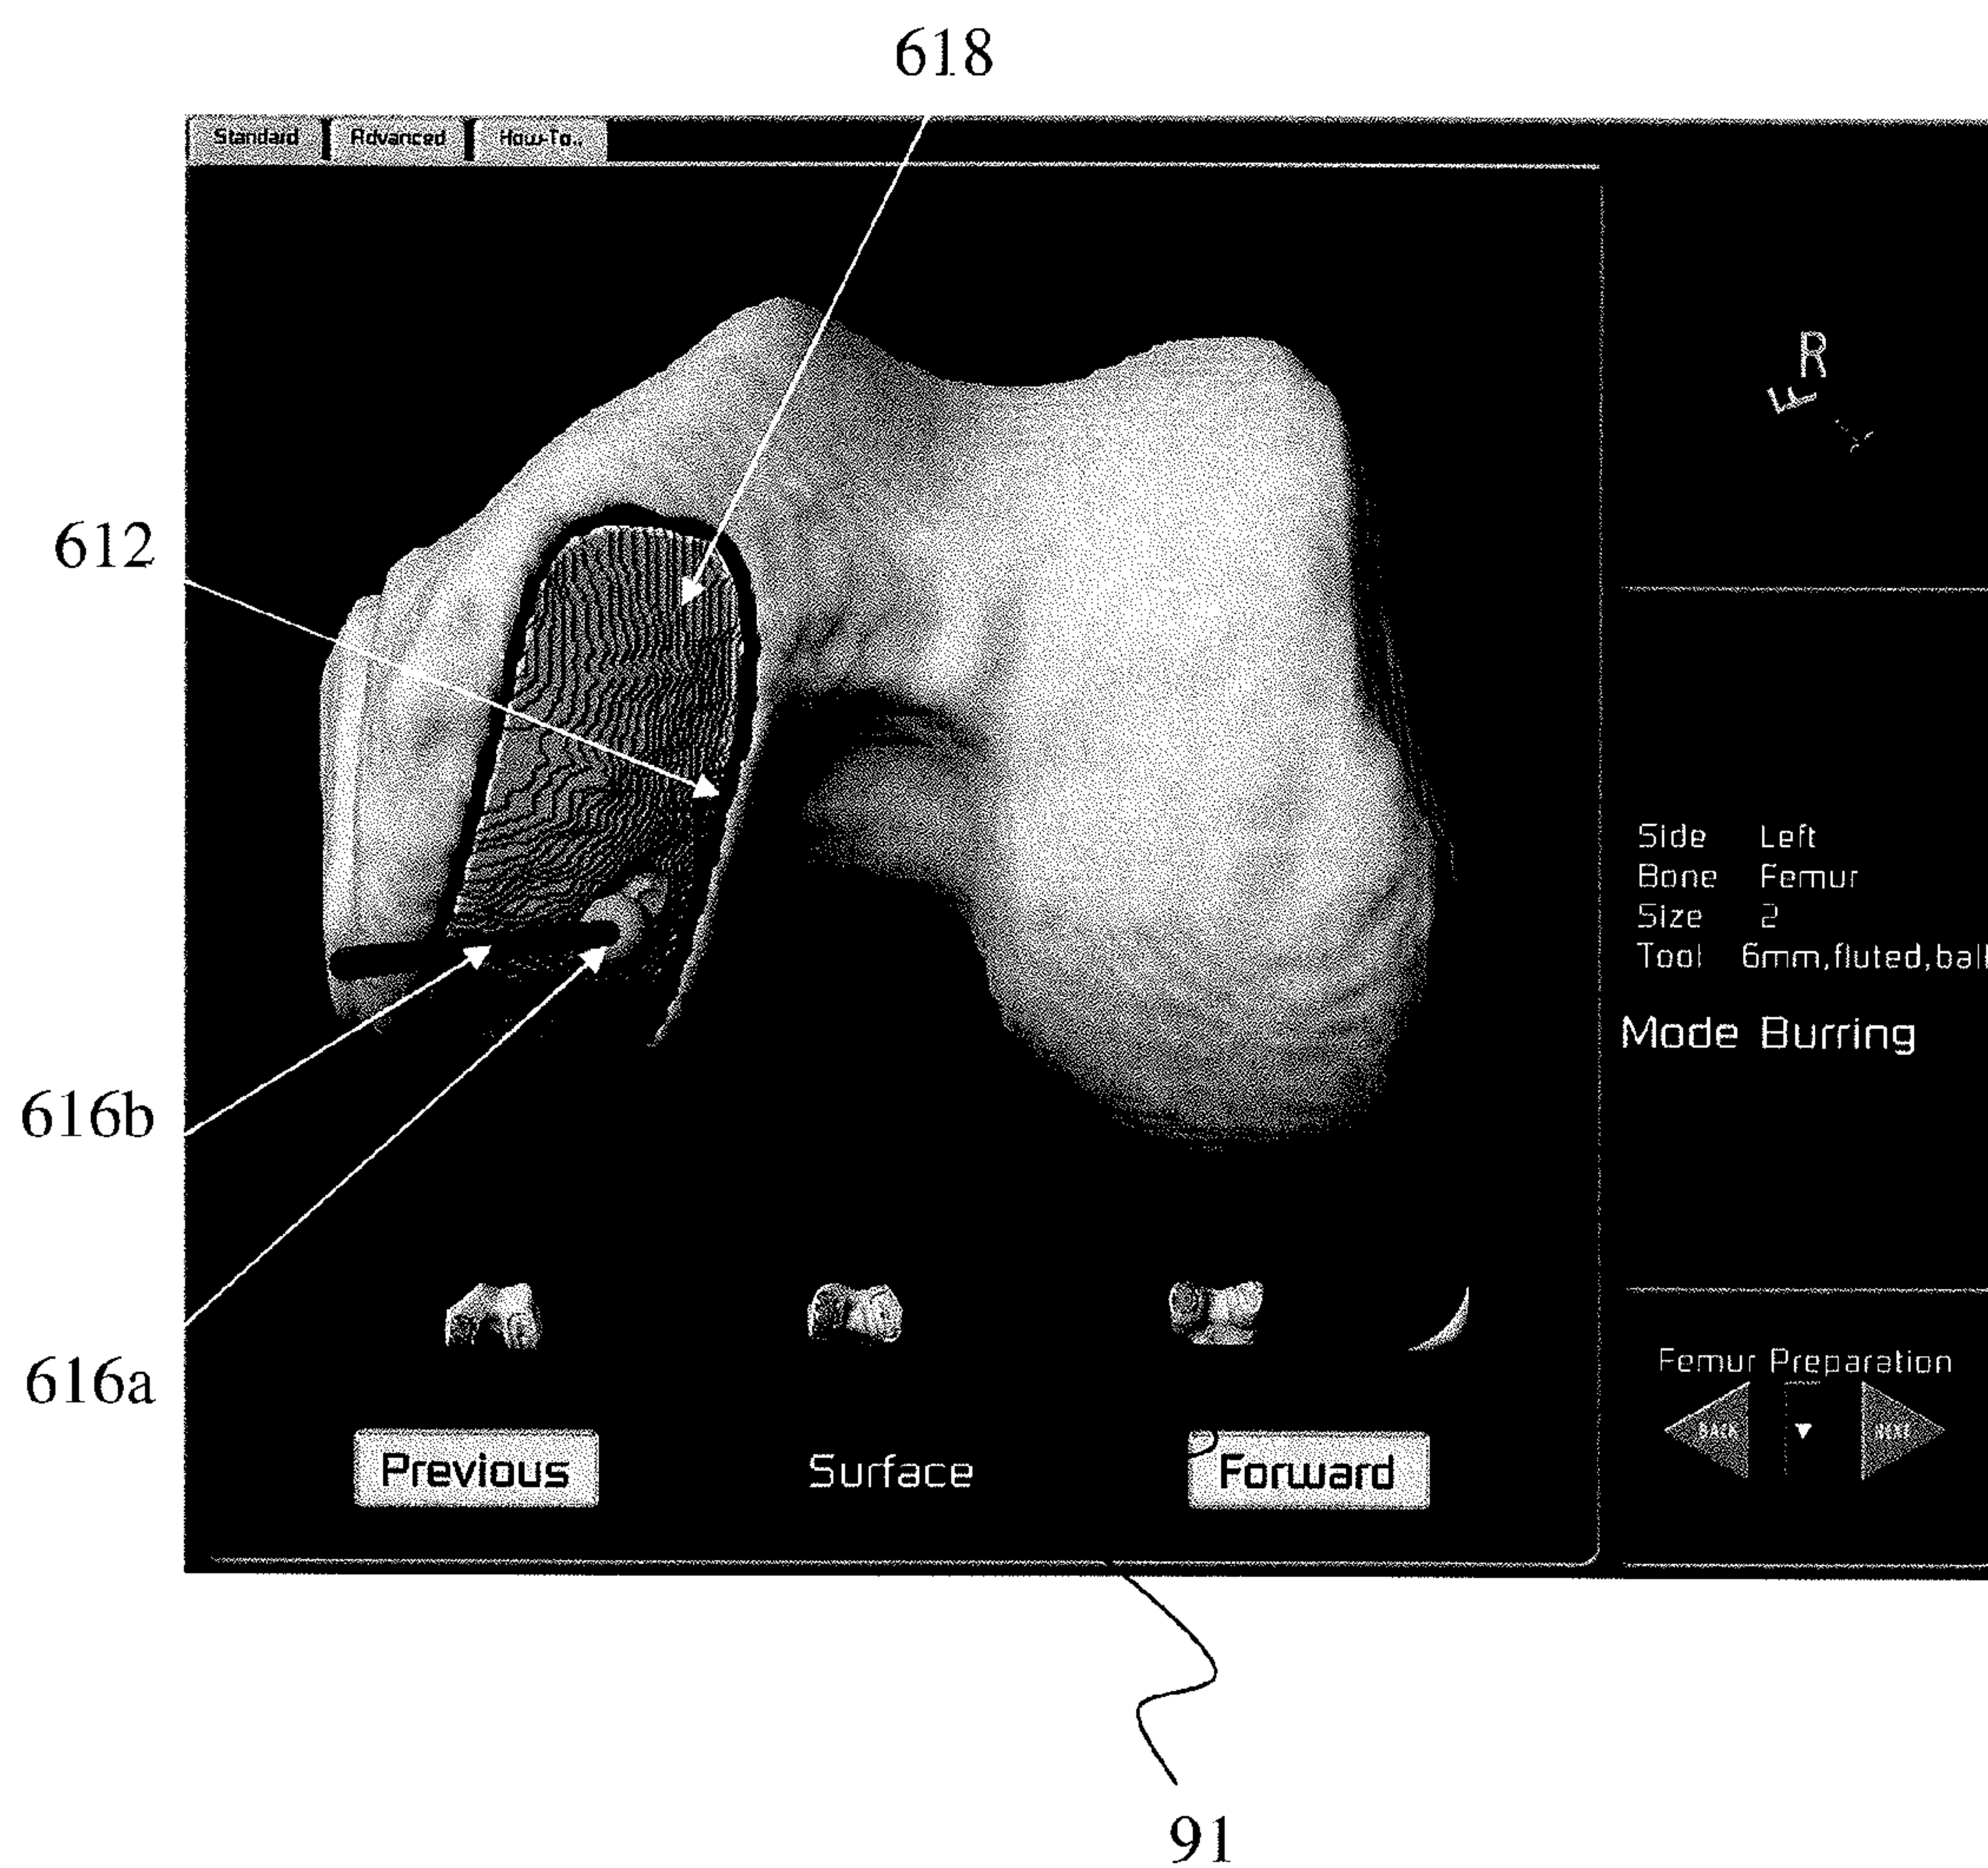 618
Standard Advanced How-To..
R
F
612
Side Left
Bone Femur
Size 2
Tool 6mm,fluted,ball
Mode Burring
616b
616a
Femur Preparation
BACK NEXT
Previous Surface Forward
91